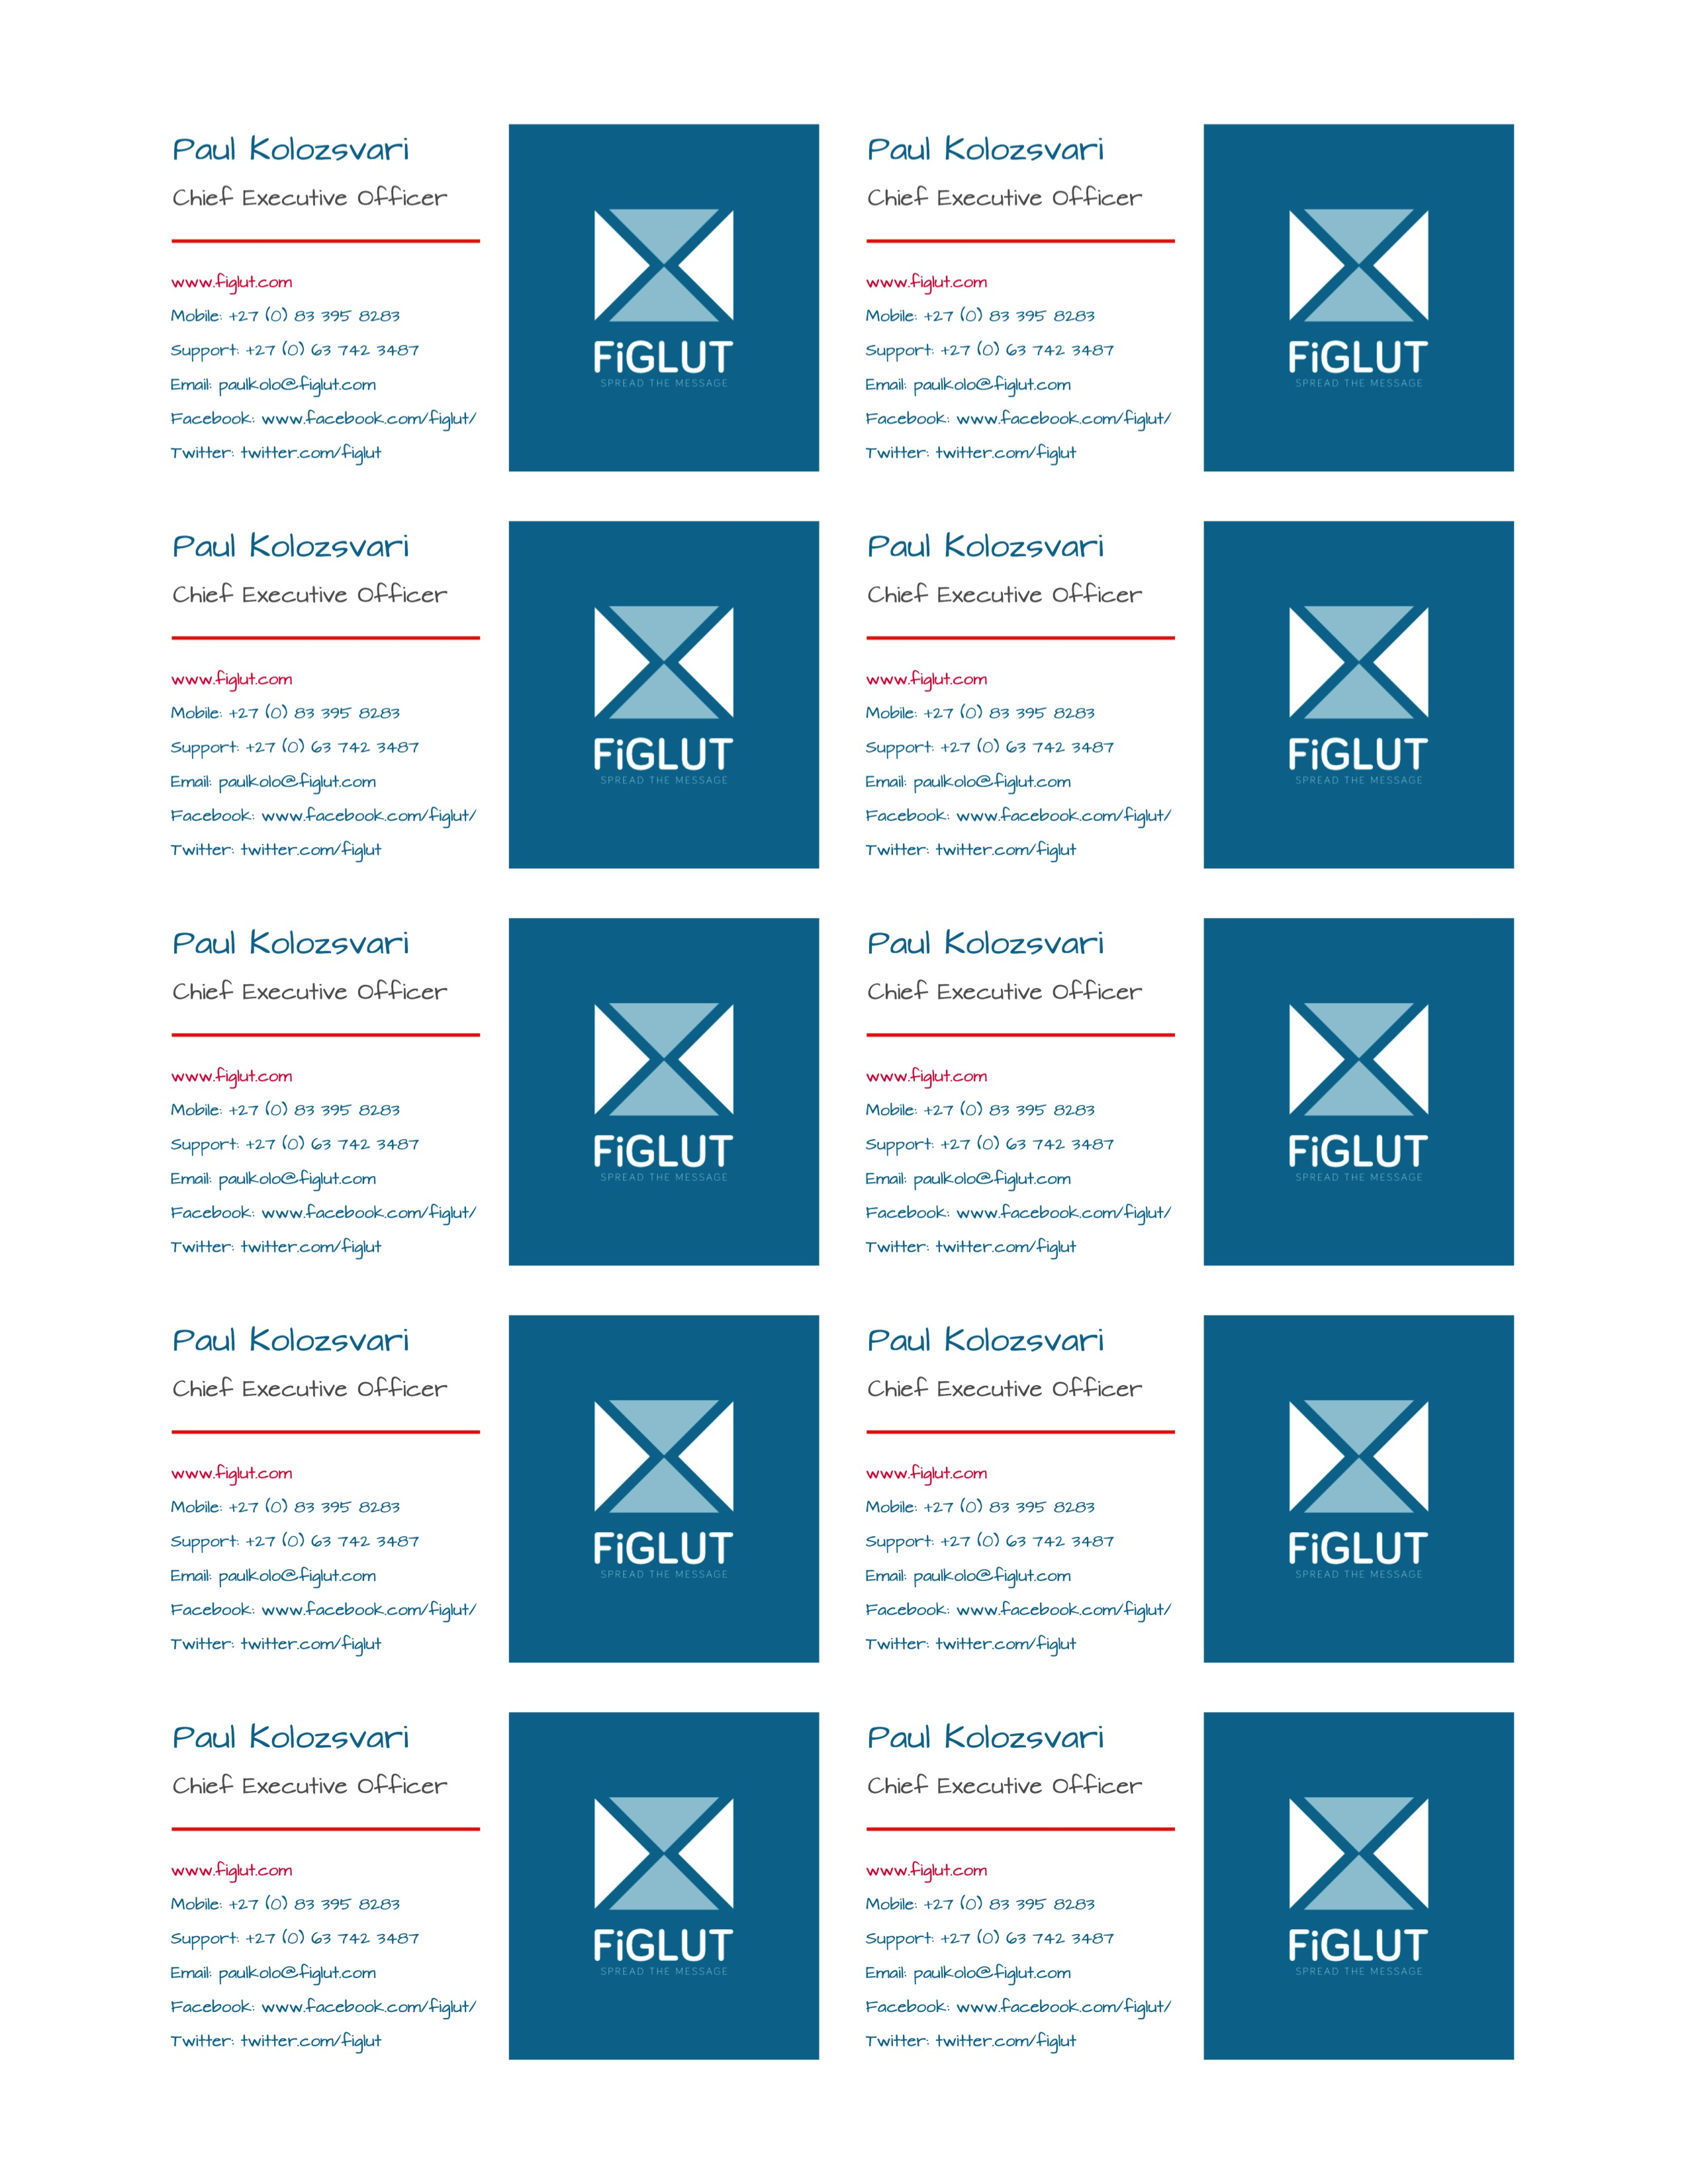 Paul Kolozsvari
Chief Executive Officer
www.figlut.com
Mobile: +27 (0) 83 395 8283
Support: +27 (0) 63 742 3487
Email: paulkolo@figlut.com
Facebook: www.facebook.com/figlut/
Twitter: twitter.com/figlut
FiGLUT
SPREAD THE MESSAGE
Paul Kolozsvari
Chief Executive Officer
www.figlut.com
Mobile: +27 (0) 83 395 8283
Support: +27 (0) 63 742 3487
Email: paulkolo@figlut.com
Facebook: www.facebook.com/figlut/
Twitter: twitter.com/figlut
FiGLUT
SPREAD THE MESSAGE
Paul Kolozsvari
Chief Executive Officer
www.figlut.com
Mobile: +27 (0) 83 395 8283
Support: +27 (0) 63 742 3487
Email: paulkolo@figlut.com
Facebook: www.facebook.com/figlut/
Twitter: twitter.com/figlut
FiGLUT
SPREAD THE MESSAGE
Paul Kolozsvari
Chief Executive Officer
www.figlut.com
Mobile: +27 (0) 83 395 8283
Support: +27 (0) 63 742 3487
Email: paulkolo@figlut.com
Facebook: www.facebook.com/figlut/
Twitter: twitter.com/figlut
FiGLUT
SPREAD THE MESSAGE
Paul Kolozsvari
Chief Executive Officer
www.figlut.com
Mobile: +27 (0) 83 395 8283
Support: +27 (0) 63 742 3487
Email: paulkolo@figlut.com
Facebook: www.facebook.com/figlut/
Twitter: twitter.com/figlut
FiGLUT
SPREAD THE MESSAGE
Paul Kolozsvari
Chief Executive Officer
www.figlut.com
Mobile: +27 (0) 83 395 8283
Support: +27 (0) 63 742 3487
Email: paulkolo@figlut.com
Facebook: www.facebook.com/figlut/
Twitter: twitter.com/figlut
FiGLUT
SPREAD THE MESSAGE
Paul Kolozsvari
Chief Executive Officer
www.figlut.com
Mobile: +27 (0) 83 395 8283
Support: +27 (0) 63 742 3487
Email: paulkolo@figlut.com
Facebook: www.facebook.com/figlut/
Twitter: twitter.com/figlut
FiGLUT
SPREAD THE MESSAGE
Paul Kolozsvari
Chief Executive Officer
www.figlut.com
Mobile: +27 (0) 83 395 8283
Support: +27 (0) 63 742 3487
Email: paulkolo@figlut.com
Facebook: www.facebook.com/figlut/
Twitter: twitter.com/figlut
FiGLUT
SPREAD THE MESSAGE
Paul Kolozsvari
Chief Executive Officer
www.figlut.com
Mobile: +27 (0) 83 395 8283
Support: +27 (0) 63 742 3487
Email: paulkolo@figlut.com
Facebook: www.facebook.com/figlut/
Twitter: twitter.com/figlut
FiGLUT
SPREAD THE MESSAGE
Paul Kolozsvari
Chief Executive Officer
www.figlut.com
Mobile: +27 (0) 83 395 8283
Support: +27 (0) 63 742 3487
Email: paulkolo@figlut.com
Facebook: www.facebook.com/figlut/
Twitter: twitter.com/figlut
FiGLUT
SPREAD THE MESSAGE